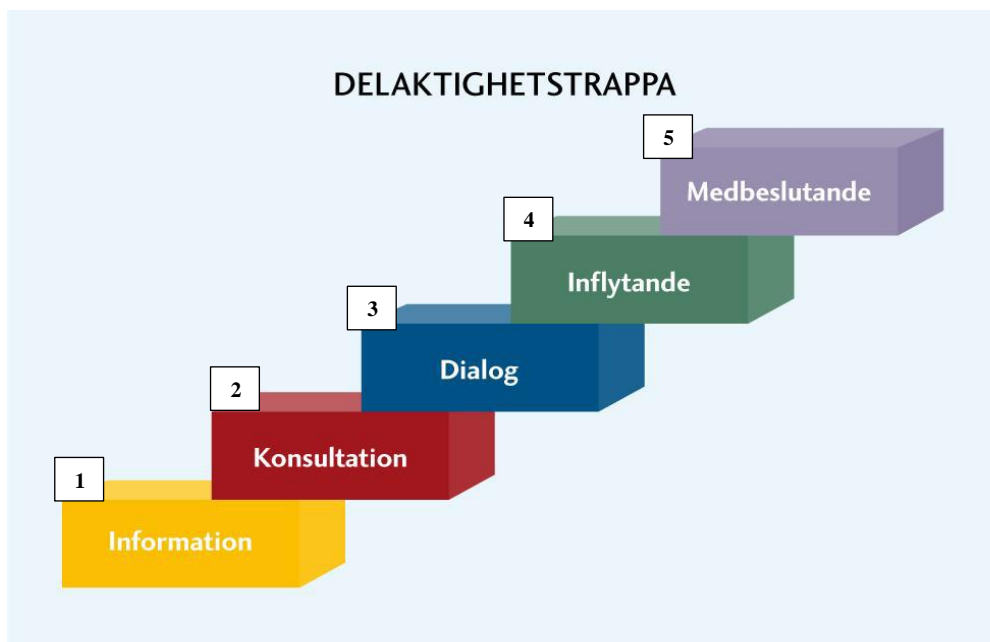 DELAKTIGHETSTRAPPA
5
Medbeslutande
4
Inflytande
3
Dialog
2
Konsultation
1
Information